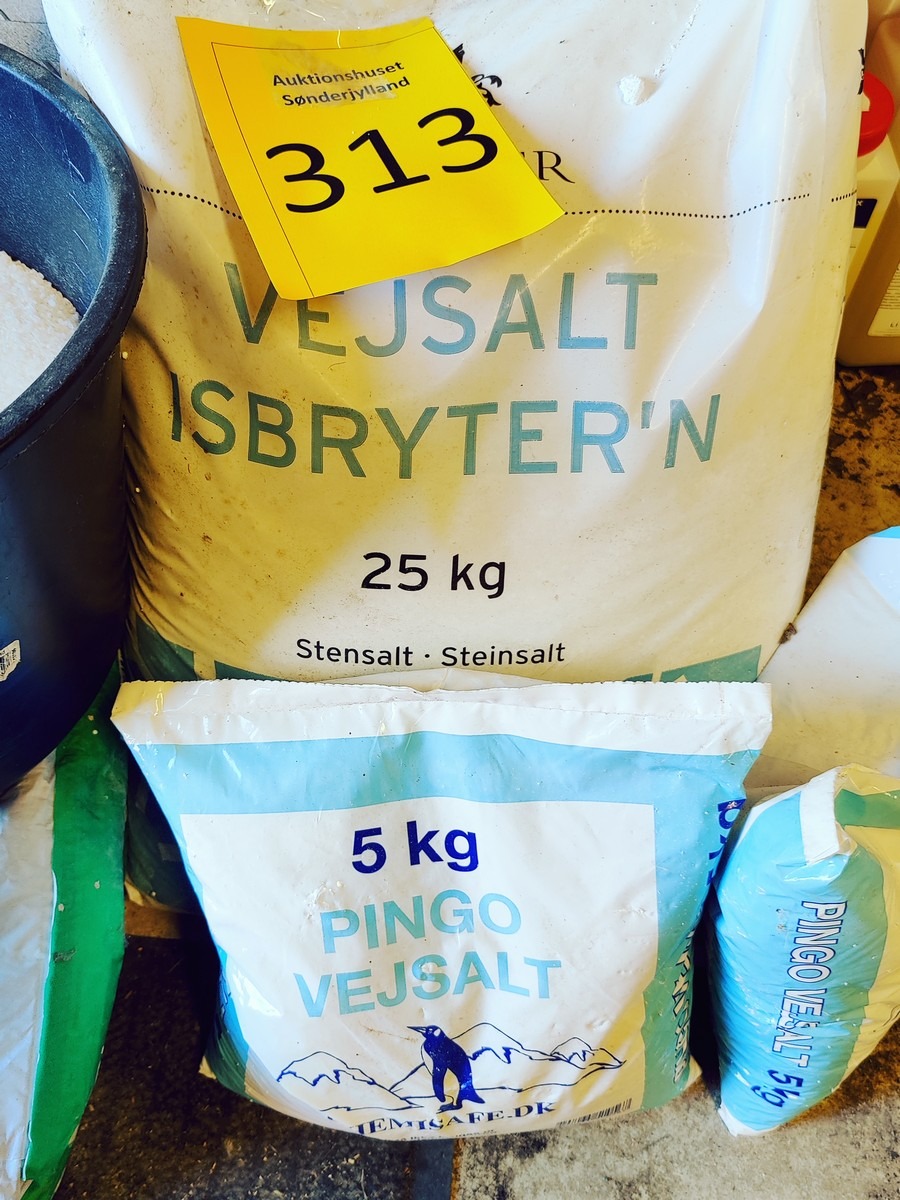 Auktionshuset
Sønderjylland
313
VEJSALT
ISBRYTER'N
25 kg
Stensalt · Steinsalt
5 kg
PINGO
VEJSALT
PINGO VEJSALT 5kg